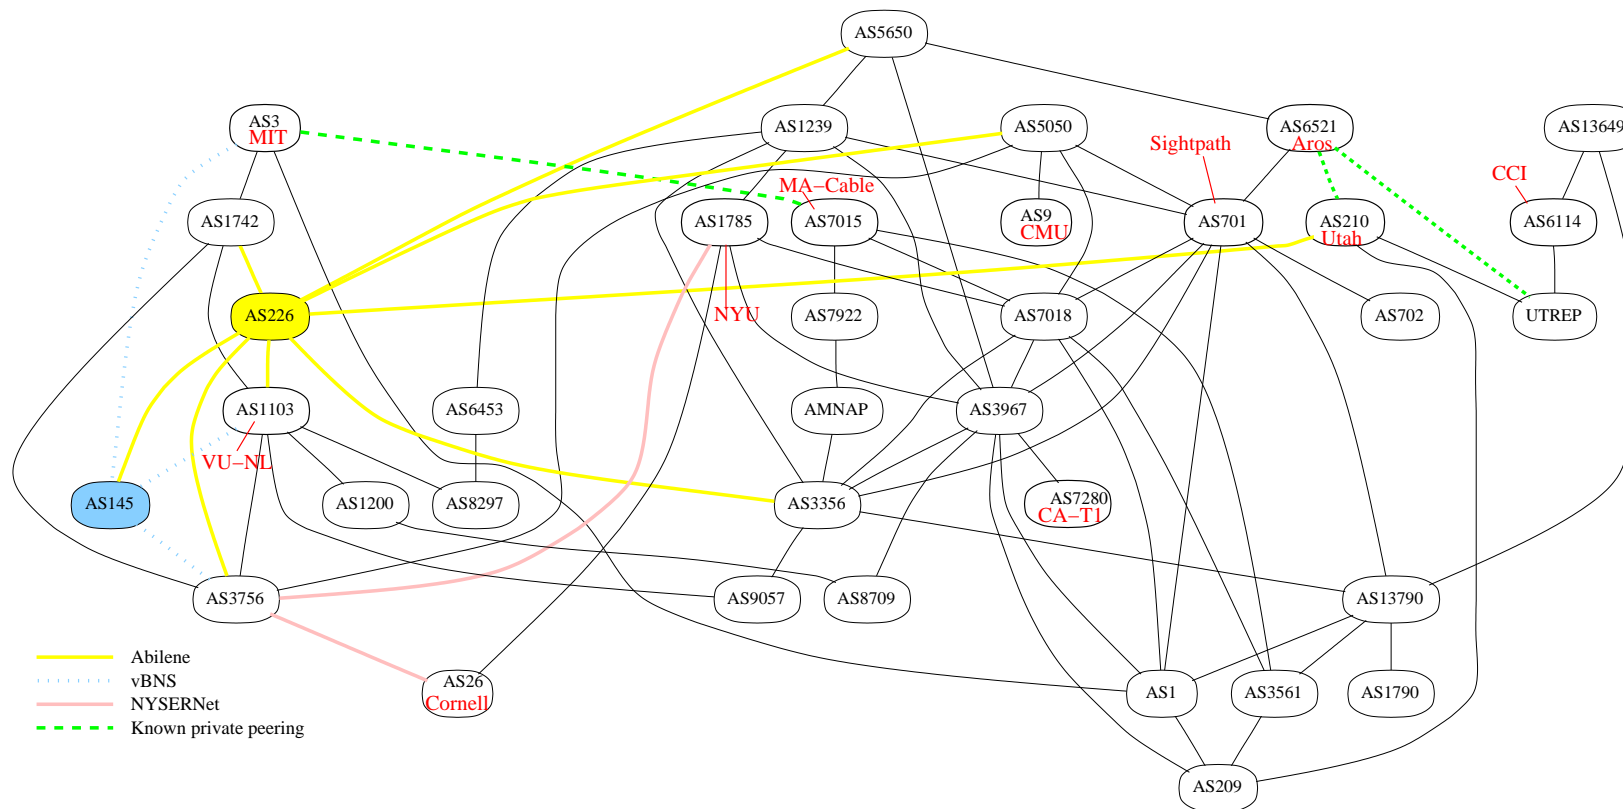 AS5650
AS3
MIT
AS1239
AS5050
AS6521
Aros
AS13649
Sightpath
CCI
MA-Cable
AS1742
AS1785
AS7015
AS9
CMU
AS701
AS210
Utah
AS6114
AS226
NYU
AS7922
AS7018
AS702
UTREP
AS1103
AS6453
AMNAP
AS3967
VU-NL
AS145
AS1200
AS8297
AS3356
AS7280
CA-T1
AS3756
AS9057
AS8709
AS13790
Abilene
vBNS
NYSERNet
Known private peering
AS26
Cornell
AS1
AS3561
AS1790
AS209